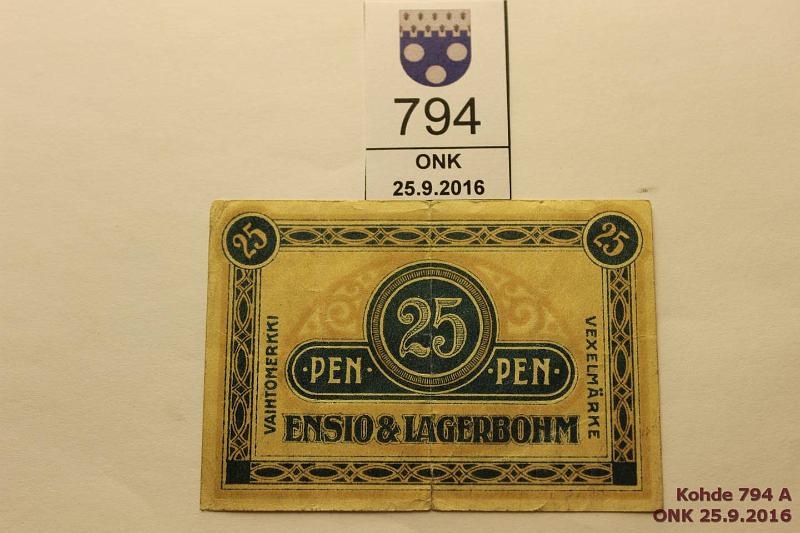 794
ONK
25.9.2016
25
25
25
·PEN·
·PEN·
VAIHTOMERKKI
VEXELMÄRKE
ENSIO & LAGERBOHM
Kohde 794 A
ONK 25.9.2016